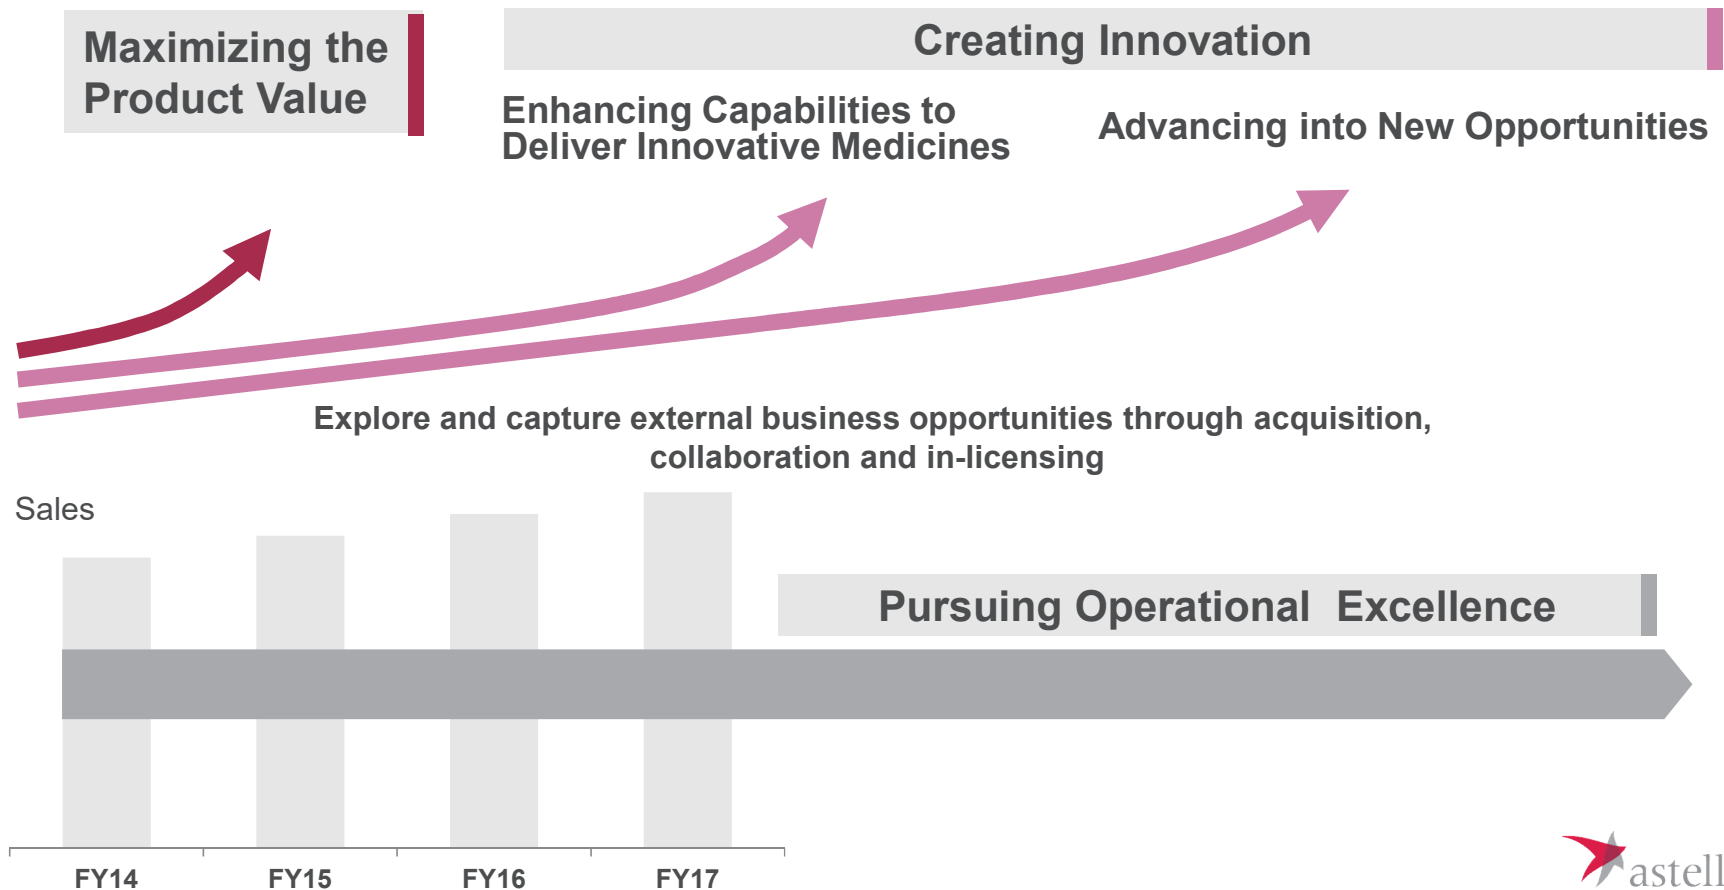 Maximizing the
Product Value
Creating Innovation
Enhancing Capabilities to
Deliver Innovative Medicines
Advancing into New Opportunities
Explore and capture external business opportunities through acquisition,
collaboration and in-licensing
Sales
Pursuing Operational Excellence
FY14
FY15
FY16
FY17
astell